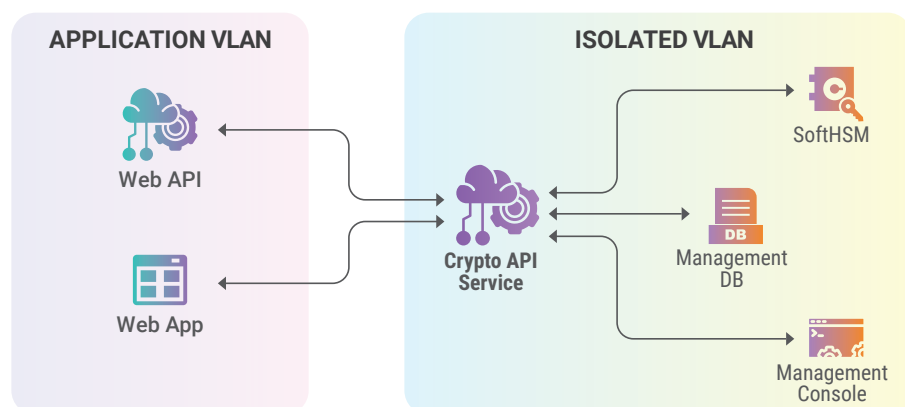 APPLICATION VLAN
Web API
Web App
ISOLATED VLAN
Crypto API
Service
SoftHSM
DB
Management
DB
>_
Management
Console